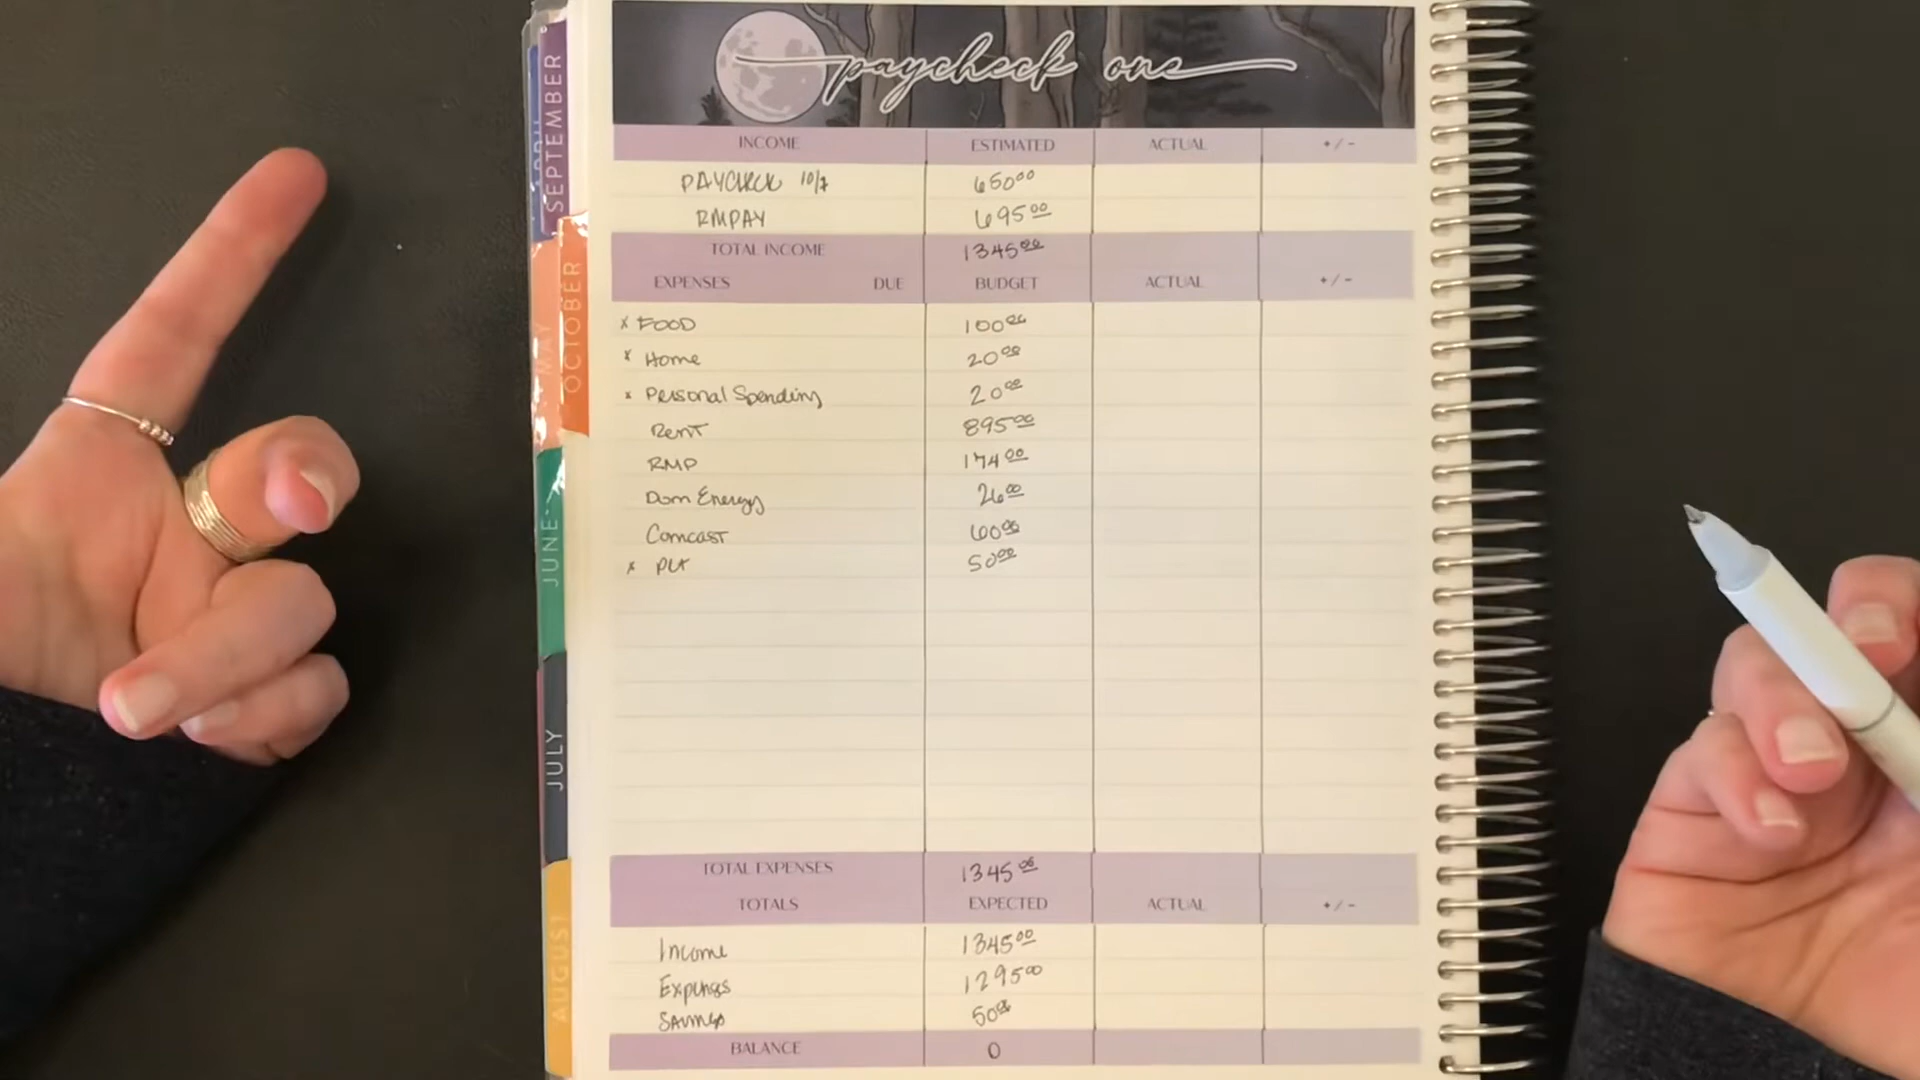 paycheck one
INCOME ESTIMATED ACTUAL +/-
PAYCHECK 10/7 650.00
RMPAY 695.00
TOTAL INCOME 1345.00
EXPENSES DUE BUDGET ACTUAL +/-
x FOOD 100.00
x Home 20.00
x Personal Spending 20.00
Rent 895.00
RMP 174.00
Dom Energy 26.00
Comcast 60.00
x 50.00
TOTAL EXPENSES 1345.00
TOTALS EXPECTED ACTUAL +/-
Income 1345.00
Expenses 1295.00
Savings 50.00
BALANCE 0
APRIL
SEPTEMBER
MAY
OCTOBER
JUNE
JULY
AUGUST